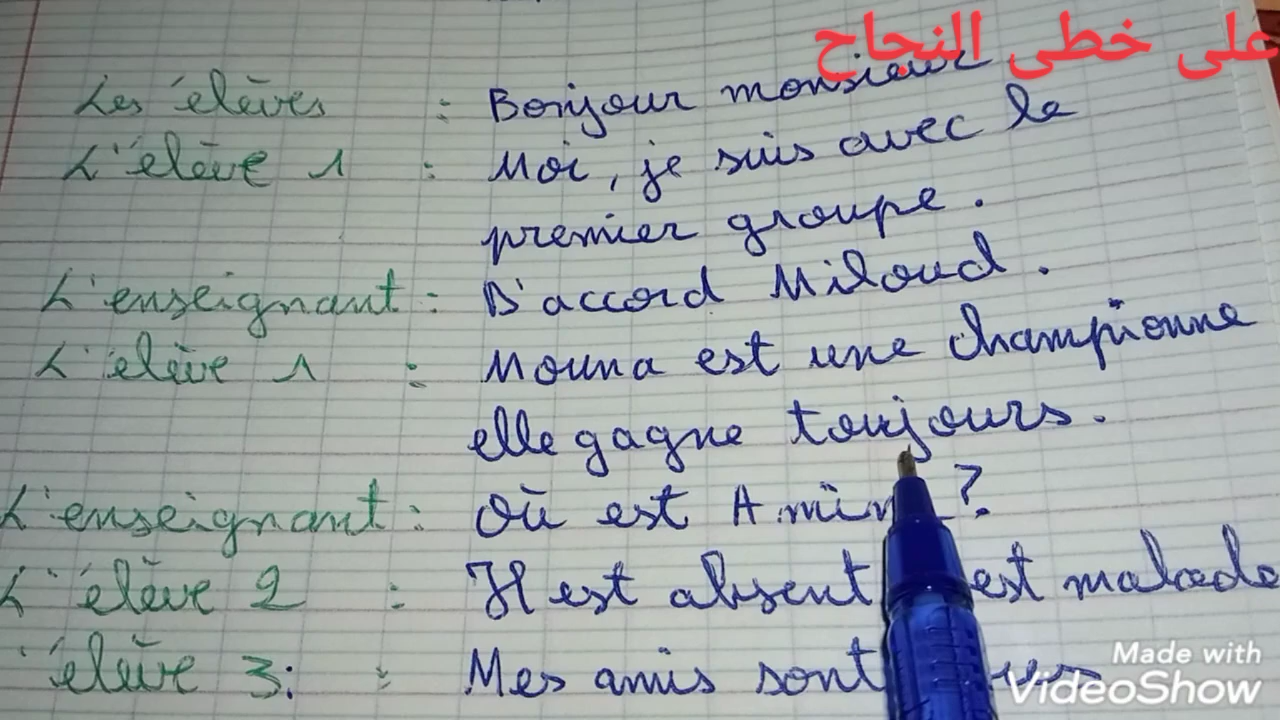 على خطى النجاح
Les élèves : Bonjour monsieur
L'élève 1 : Moi, je suis avec le
premier groupe.
L'enseignant : D'accord Miloud.
L'élève 1 : Mouna est une championne
elle gagne toujours.
L'enseignant : Où est Amin ?
L'élève 2 : Il est absent est malade
élève 3: : Mes amis sont
Made with
VideoShow